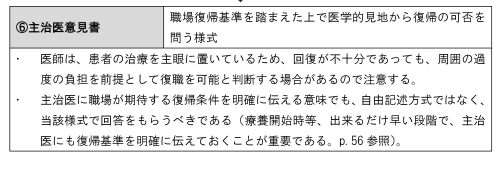 ⑥主治医意見書
職場復帰基準を踏まえた上で医学的見地から復帰の可否を
問う様式
・ 医師は、患者の治療を主眼に置いているため、回復が不十分であっても、周囲の過
度の負担を前提として復職を可能と判断する場合があるので注意する。
・ 主治医に職場が期待する復帰条件を明確に伝える意味でも、自由記述方式ではなく、
当該様式で回答をもらうべきである（療養開始時等、出来るだけ早い段階で、主治
医にも復帰基準を明確に伝えておくことが重要である。p.56 参照）。